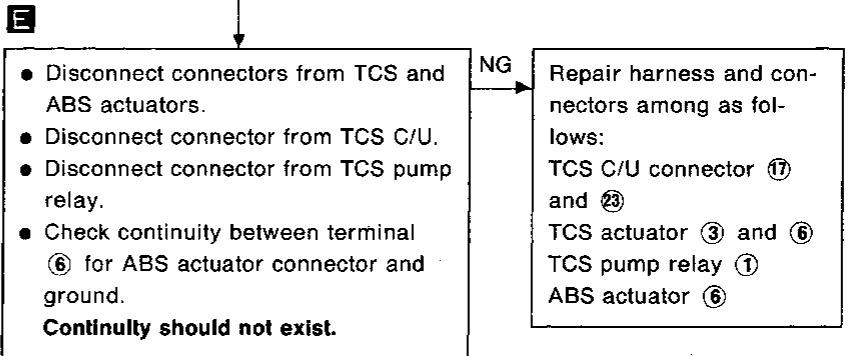 E
● Disconnect connectors from TCS and
ABS actuators.
● Disconnect connector from TCS C/U.
● Disconnect connector from TCS pump
relay.
● Check continuity between terminal
⑥ for ABS actuator connector and
ground.
Continuity should not exist.
NG
Repair harness and con-
nectors among as fol-
lows:
TCS C/U connector ⑰
and ㉓
TCS actuator ③ and ⑥
TCS pump relay ①
ABS actuator ⑥